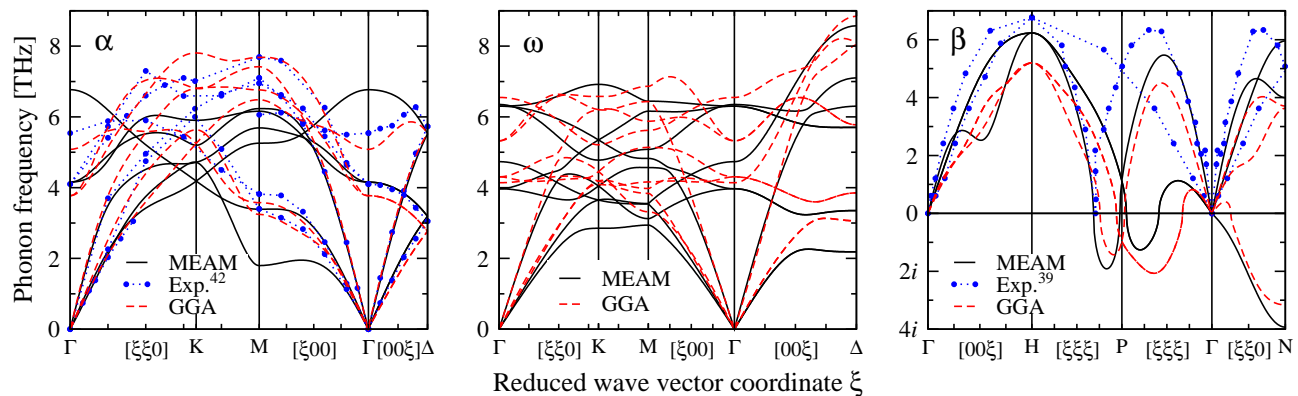 Phonon frequency [THz]
α
8
6
4
2
0
MEAM
Exp.⁴²
GGA
Γ [ξξ0] K M [ξ00] Γ [00ξ] Δ
ω
8
6
4
2
0
MEAM
GGA
Γ [ξξ0] K M [ξ00] Γ [00ξ] Δ
β
6
4
2
0
2i
4i
MEAM
Exp.³⁹
GGA
Γ [00ξ] H [ξξξ] P [ξξξ] Γ [ξξ0] N
Reduced wave vector coordinate ξ